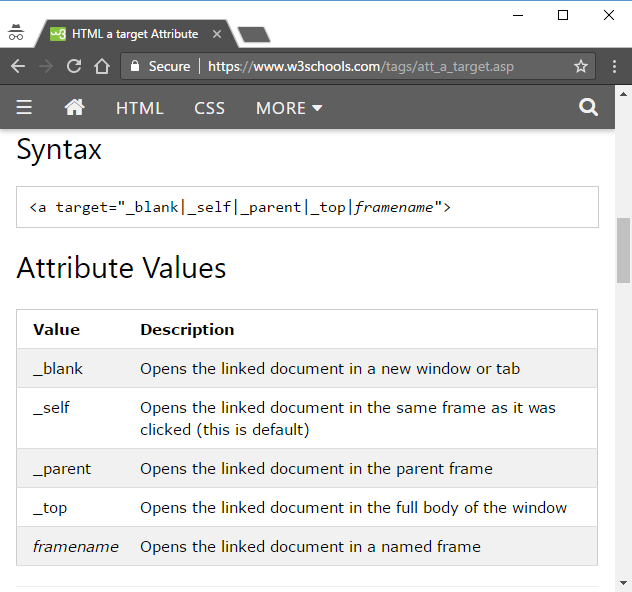 HTML a target Attribute
Secure | https://www.w3schools.com/tags/att_a_target.asp
HTML CSS MORE
Syntax
<a target="_blank|_self|_parent|_top|framename">
Attribute Values
Value Description
_blank Opens the linked document in a new window or tab
_self Opens the linked document in the same frame as it was
clicked (this is default)
_parent Opens the linked document in the parent frame
_top Opens the linked document in the full body of the window
framename Opens the linked document in a named frame